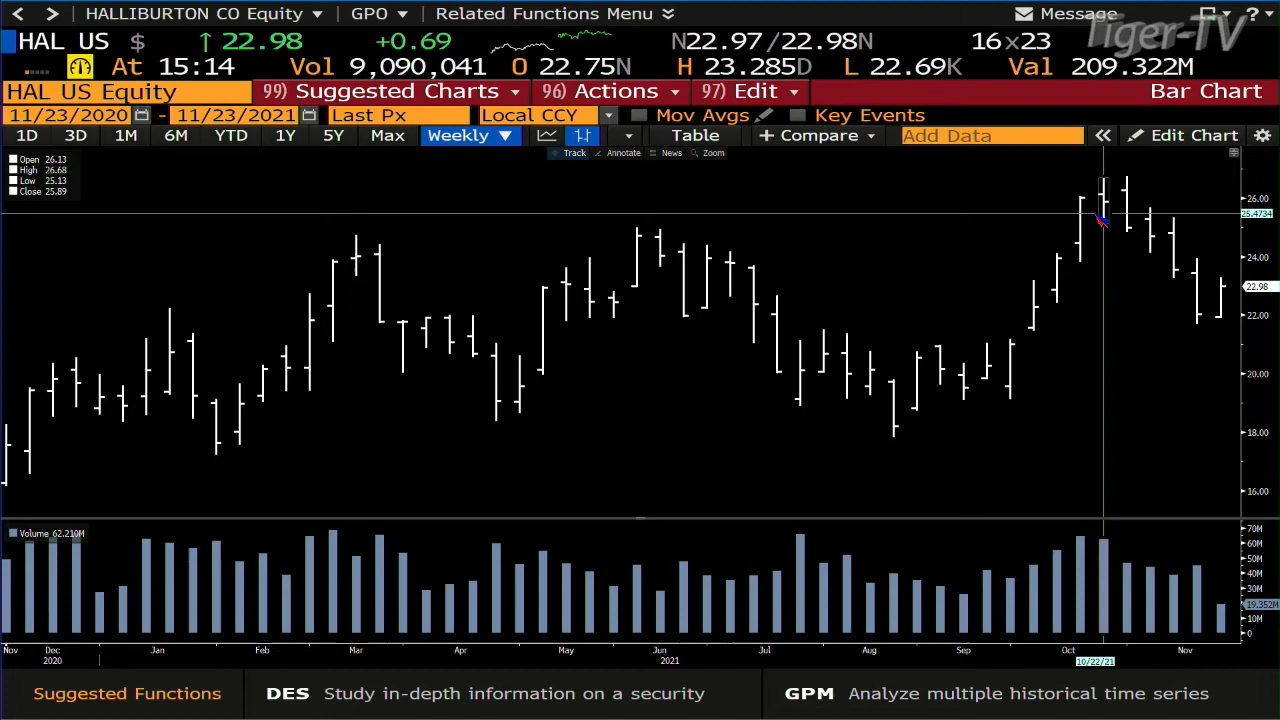 < > HALLIBURTON CO Equity ▼ | GPO ▼ | Related Functions Menu Message ?
Tiger-TV
HAL US $ ↑ 22.98 +0.69 N22.97/22.98N 16x23
At 15:14 Vol 9,090,041 O 22.75N H 23.285D L 22.69K Val 209.322M
HAL US Equity 99) Suggested Charts 96) Actions 97) Edit Bar Chart
11/23/2020 - 11/23/2021 Last Px Local CCY Mov Avgs Key Events
1D 3D 1M 6M YTD 1Y 5Y Max Weekly ▼ Table + Compare Add Data « Edit Chart
Track Annotate News Zoom
Open 26.13
High 26.68
Low 25.13
Close 25.89
26.00
25.4734
24.00
22.98
22.00
20.00
18.00
16.00
Volume 62.210M
70M
60M
50M
40M
30M
19.352M
10M
0
Nov Dec Jan Feb Mar Apr May Jun Jul Aug Sep Oct Nov
2020 2021 10/22/21
Suggested Functions DES Study in-depth information on a security GPM Analyze multiple historical time series